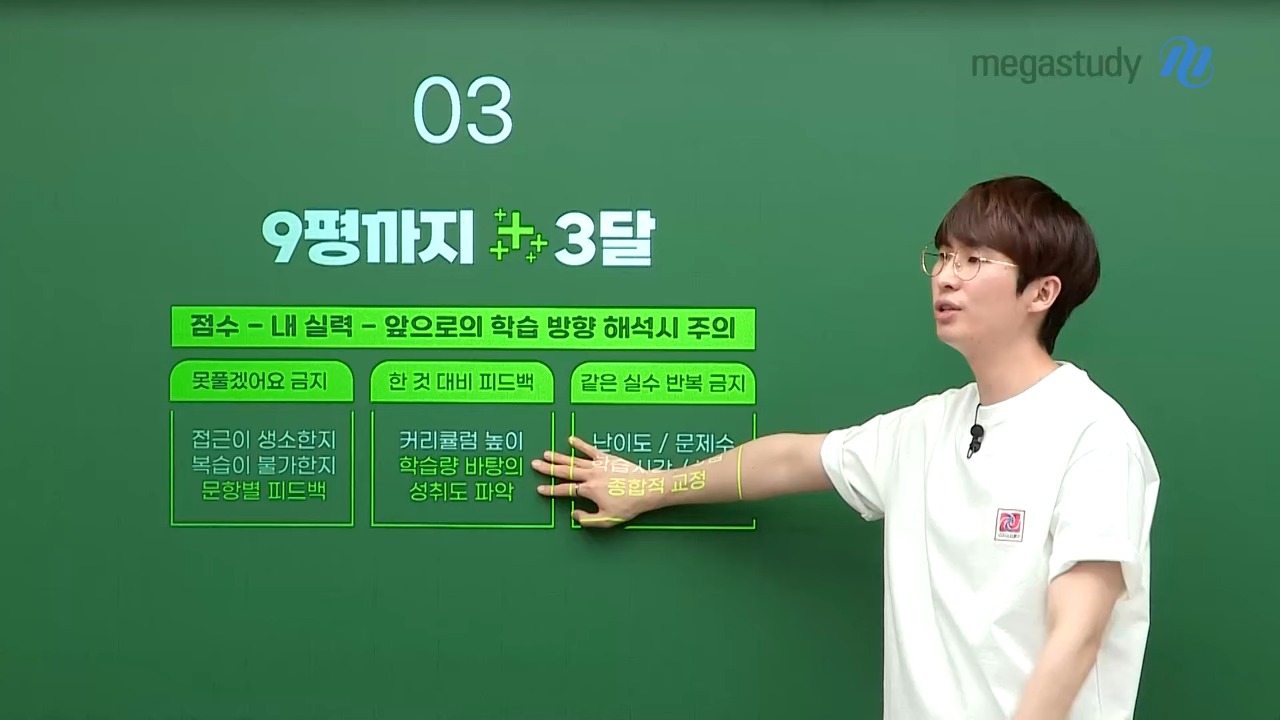 megastudy
03
9평까지 3달
점수 - 내 실력 - 앞으로의 학습 방향 해석시 주의
못풀겠어요 금지
접근이 생소한지
복습이 불가한지
문항별 피드백
한 것 대비 피드백
커리큘럼 높이
학습량 바탕의
성취도 파악
같은 실수 반복 금지
난이도 / 문제수
학습시간 /
종합적 교정